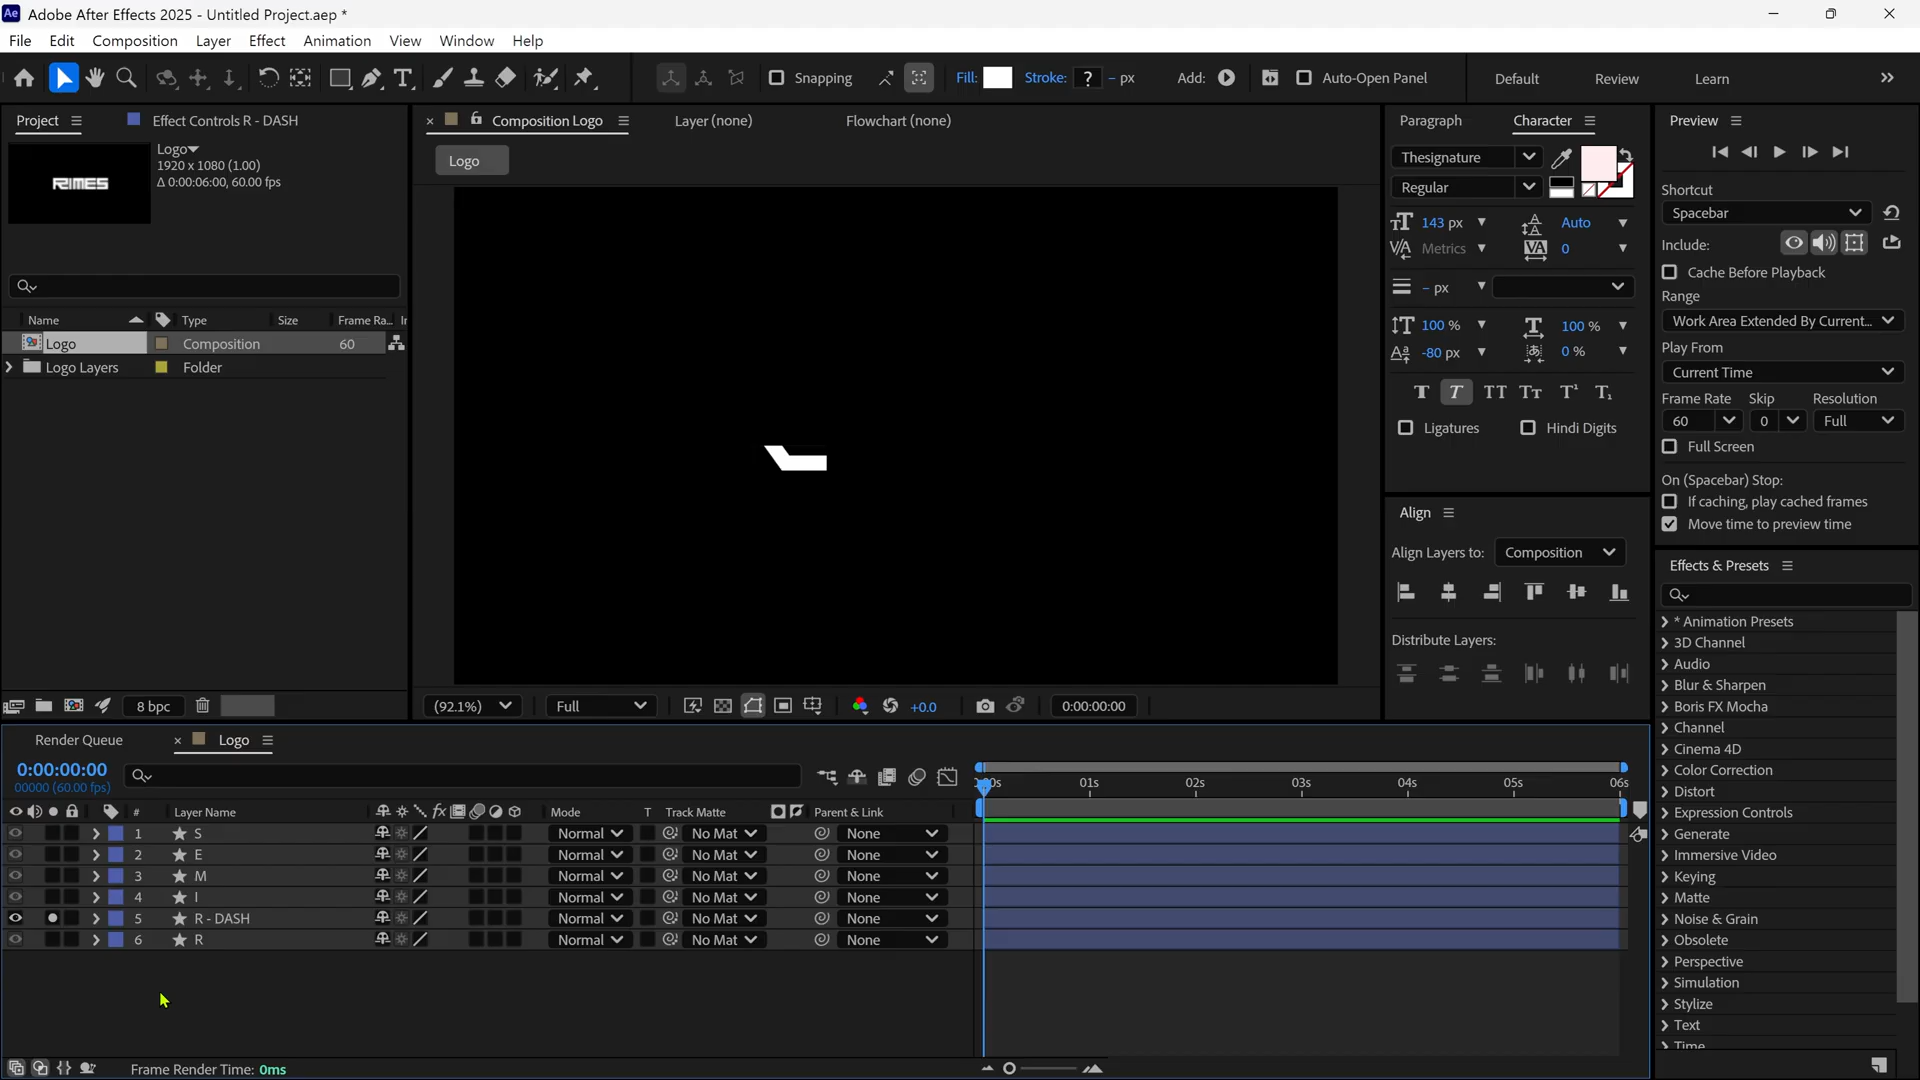 Adobe After Effects 2025 - Untitled Project.aep *
File Edit Composition Layer Effect Animation View Window Help
Snapping Fill: Stroke: ? - px Add: Auto-Open Panel Default Review Learn
Project Effect Controls R - DASH
RIMES
Logo
1920 x 1080 (1.00)
Δ 0:00:06:00, 60.00 fps
Name Type Size Frame Ra...
Logo Composition 60
Logo Layers Folder
8 bpc
Composition Logo Layer (none) Flowchart (none)
Logo
(92.1%) Full +0.0 0:00:00:00
Paragraph Character
Thesignature
Regular
143 px Auto
Metrics 0
- px
100 % 100 %
-80 px 0 %
Ligatures Hindi Digits
Align
Align Layers to: Composition
Distribute Layers:
Preview
Shortcut
Spacebar
Include:
Cache Before Playback
Range
Work Area Extended By Current...
Play From
Current Time
Frame Rate Skip Resolution
60 0 Full
Full Screen
On (Spacebar) Stop:
If caching, play cached frames
Move time to preview time
Effects & Presets
* Animation Presets
3D Channel
Audio
Blur & Sharpen
Boris FX Mocha
Channel
Cinema 4D
Color Correction
Distort
Expression Controls
Generate
Immersive Video
Keying
Matte
Noise & Grain
Obsolete
Perspective
Simulation
Stylize
Text
Time
Render Queue Logo
0:00:00:00
00000 (60.00 fps)
01s 02s 03s 04s 05s 06s
# Layer Name fx Mode T Track Matte Parent & Link
1 S Normal No Mat None
2 E Normal No Mat None
3 M Normal No Mat None
4 I Normal No Mat None
5 R - DASH Normal No Mat None
6 R Normal No Mat None
Frame Render Time: 0ms